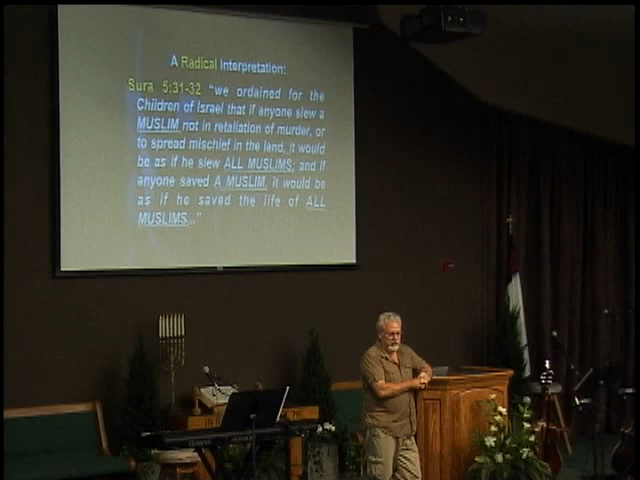 A Radical Interpretation:
Sura 5:31-32 "we ordained for the
Children of Israel that if anyone slew a
MUSLIM not in retaliation of murder, or
to spread mischief in the land, it would
be as if he slew ALL MUSLIMS; and if
anyone saved A MUSLIM, it would be
as if he saved the life of ALL
MUSLIMS..."
Roland